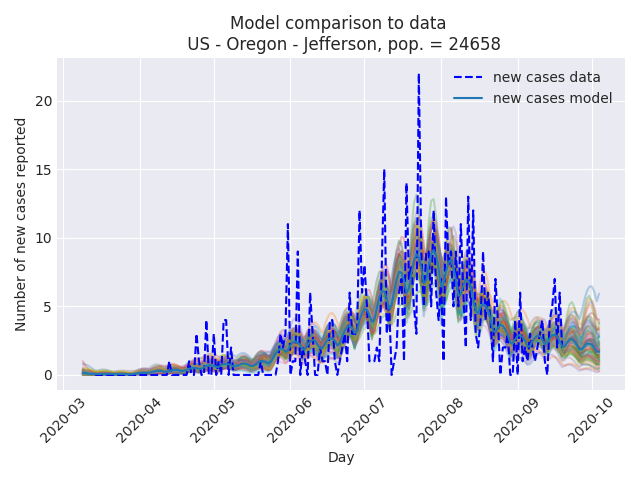 Model comparison to data
US - Oregon - Jefferson, pop. = 24658
new cases data
new cases model
Number of new cases reported
20
15
10
5
0
2020-03
2020-04
2020-05
2020-06
2020-07
2020-08
2020-09
2020-10
Day